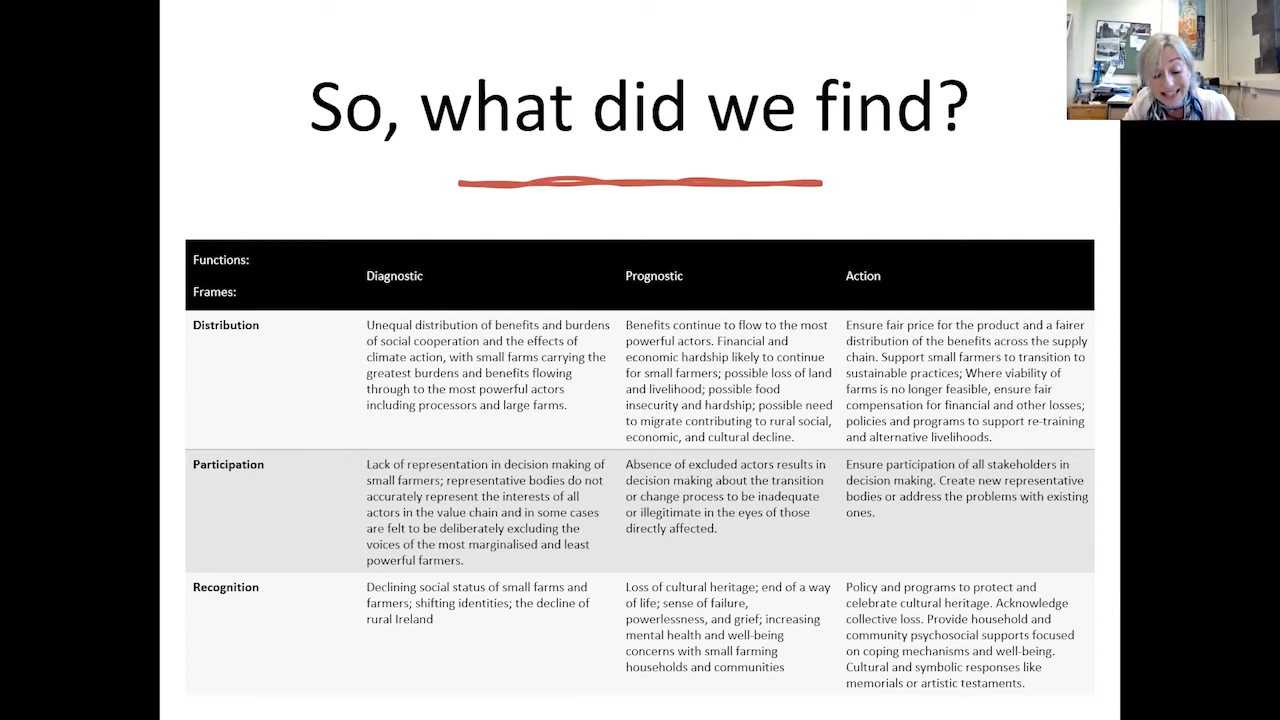 So, what did we find?
Functions:
Frames:
Diagnostic
Prognostic
Action
Distribution
Unequal distribution of benefits and burdens
of social cooperation and the effects of
climate action, with small farms carrying the
greatest burdens and benefits flowing
through to the most powerful actors
including processors and large farms.
Benefits continue to flow to the most
powerful actors. Financial and
economic hardship likely to continue
for small farmers; possible loss of land
and livelihood; possible food
insecurity and hardship; possible need
to migrate contributing to rural social,
economic, and cultural decline.
Ensure fair price for the product and a fairer
distribution of the benefits across the supply
chain. Support small farmers to transition to
sustainable practices; Where viability of
farms is no longer feasible, ensure fair
compensation for financial and other losses;
policies and programs to support re-training
and alternative livelihoods.
Participation
Lack of representation in decision making of
small farmers; representative bodies do not
accurately represent the interests of all
actors in the value chain and in some cases
are felt to be deliberately excluding the
voices of the most marginalised and least
powerful farmers.
Absence of excluded actors results in
decision making about the transition
or change process to be inadequate
or illegitimate in the eyes of those
directly affected.
Ensure participation of all stakeholders in
decision making. Create new representative
bodies or address the problems with existing
ones.
Recognition
Declining social status of small farms and
farmers; shifting identities; the decline of
rural Ireland
Loss of cultural heritage; end of a way
of life; sense of failure,
powerlessness, and grief; increasing
mental health and well-being
concerns with small farming
households and communities
Policy and programs to protect and
celebrate cultural heritage. Acknowledge
collective loss. Provide household and
community psychosocial supports focused
on coping mechanisms and well-being.
Cultural and symbolic responses like
memorials or artistic testaments.